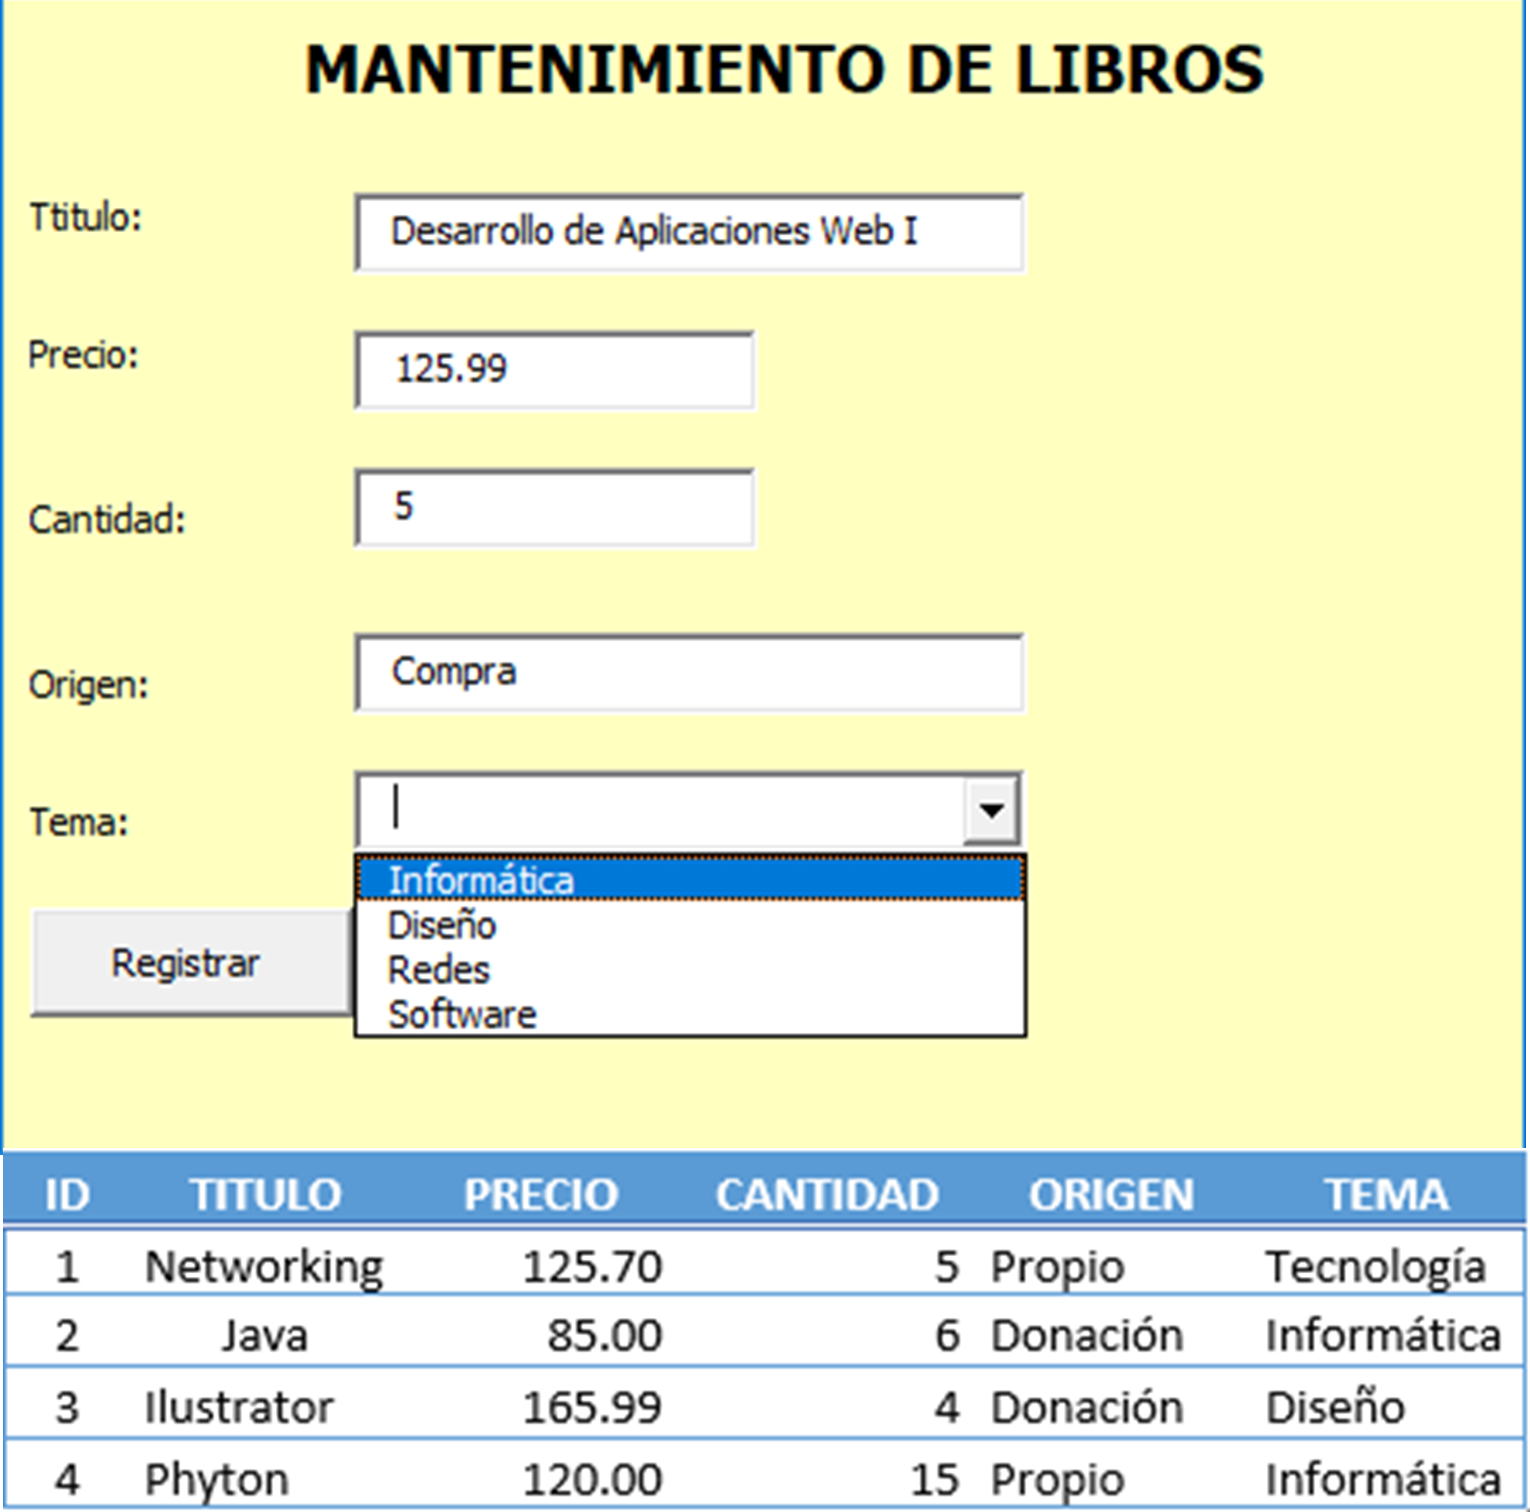 MANTENIMIENTO DE LIBROS
Ttitulo: Desarrollo de Aplicaciones Web I
Precio: 125.99
Cantidad: 5
Origen: Compra
Tema:
Informática
Diseño
Redes
Software
Registrar
ID TITULO PRECIO CANTIDAD ORIGEN TEMA
1 Networking 125.70 5 Propio Tecnología
2 Java 85.00 6 Donación Informática
3 Ilustrator 165.99 4 Donación Diseño
4 Phyton 120.00 15 Propio Informática